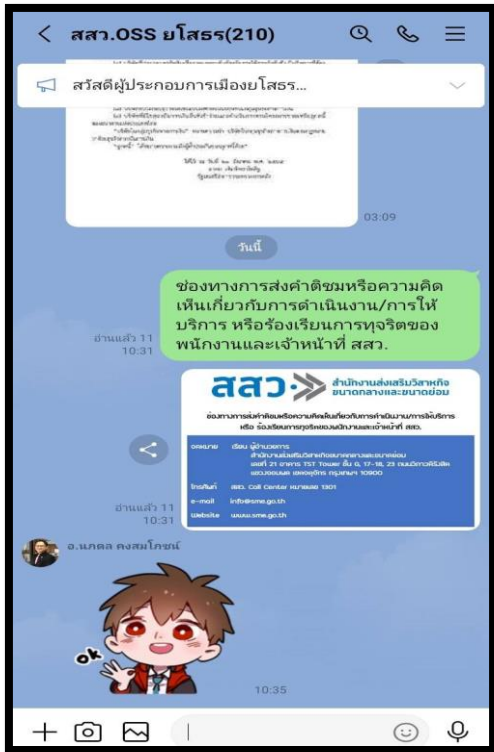 สสว.OSS ยโสธร(210)
สวัสดีผู้ประกอบการเมืองยโสธร...
03:09
วันนี้
ช่องทางการส่งคำติชมหรือความคิด
เห็นเกี่ยวกับการดำเนินงาน/การให้
บริการ หรือร้องเรียนการทุจริตของ
พนักงานและเจ้าหน้าที่ สสว.
อ่านแล้ว 11
10:31
สสว สำนักงานส่งเสริมวิสาหกิจ
ขนาดกลางและขนาดย่อม
ช่องทางการส่งคำติชมหรือความคิดเห็นเกี่ยวกับการดำเนินงาน/การให้บริการ
หรือ ร้องเรียนการทุจริตของพนักงานและเจ้าหน้าที่ สสว.
จดหมาย เรียน ผู้อำนวยการ
สำนักงานส่งเสริมวิสาหกิจขนาดกลางและขนาดย่อม
เลขที่ 21 อาคาร TST Tower ชั้น G, 17-18, 23 ถนนวิภาวดีรังสิต
แขวงจอมพล เขตจตุจักร กรุงเทพฯ 10900
โทรศัพท์ สสว. Call Center หมายเลข 1301
e-mail info@sme.go.th
Website www.sme.go.th
อ่านแล้ว 11
10:31
อ.นภดล คงสมโภชน์
ok
10:35